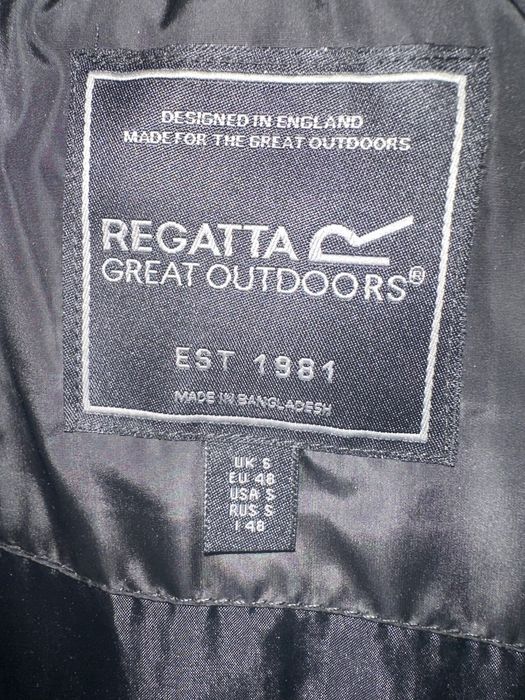 DESIGNED IN ENGLAND
MADE FOR THE GREAT OUTDOORS
REGATTA
GREAT OUTDOORS®
EST 1981
MADE IN BANGLADESH
UK S
EU 48
USA S
RUS S
I 48